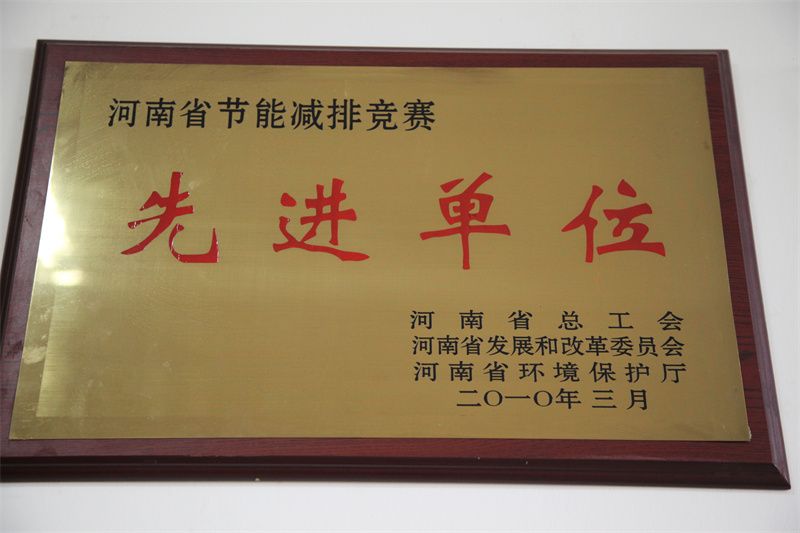 河南省节能减排竞赛
先进单位
河南省总工会
河南省发展和改革委员会
河南省环境保护厅
二〇一〇年三月